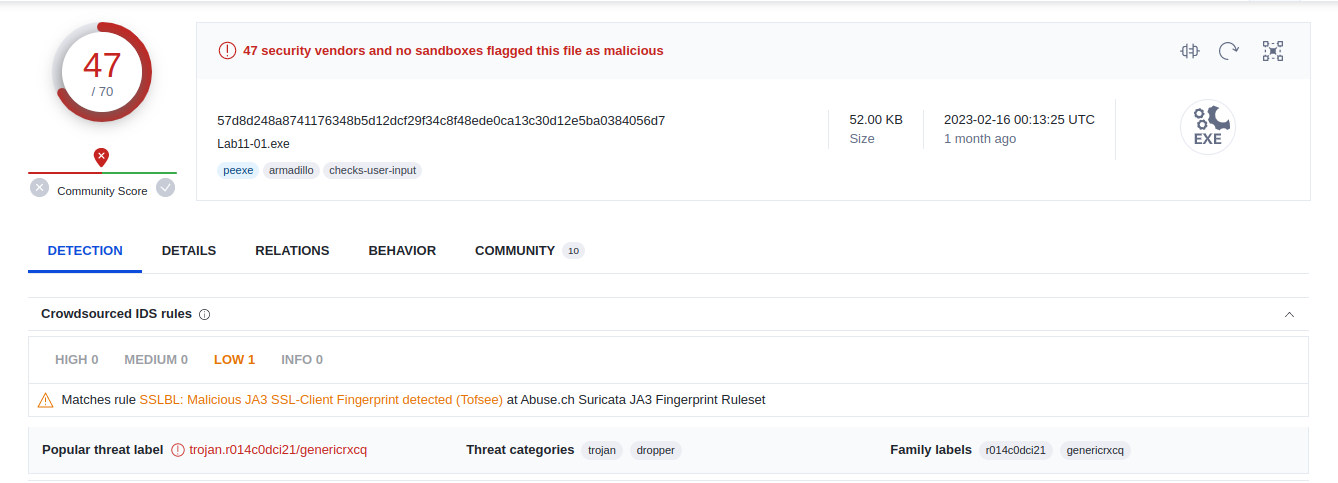 47
/ 70
Community Score
47 security vendors and no sandboxes flagged this file as malicious
57d8d248a8741176348b5d12dcf29f34c8f48ede0ca13c30d12e5ba0384056d7
Lab11-01.exe
peexe armadillo checks-user-input
52.00 KB
Size
2023-02-16 00:13:25 UTC
1 month ago
EXE
DETECTION DETAILS RELATIONS BEHAVIOR COMMUNITY 10
Crowdsourced IDS rules
HIGH 0 MEDIUM 0 LOW 1 INFO 0
Matches rule SSLBL: Malicious JA3 SSL-Client Fingerprint detected (Tofsee) at Abuse.ch Suricata JA3 Fingerprint Ruleset
Popular threat label trojan.r014c0dci21/genericrxcq Threat categories trojan dropper Family labels r014c0dci21 genericrxcq